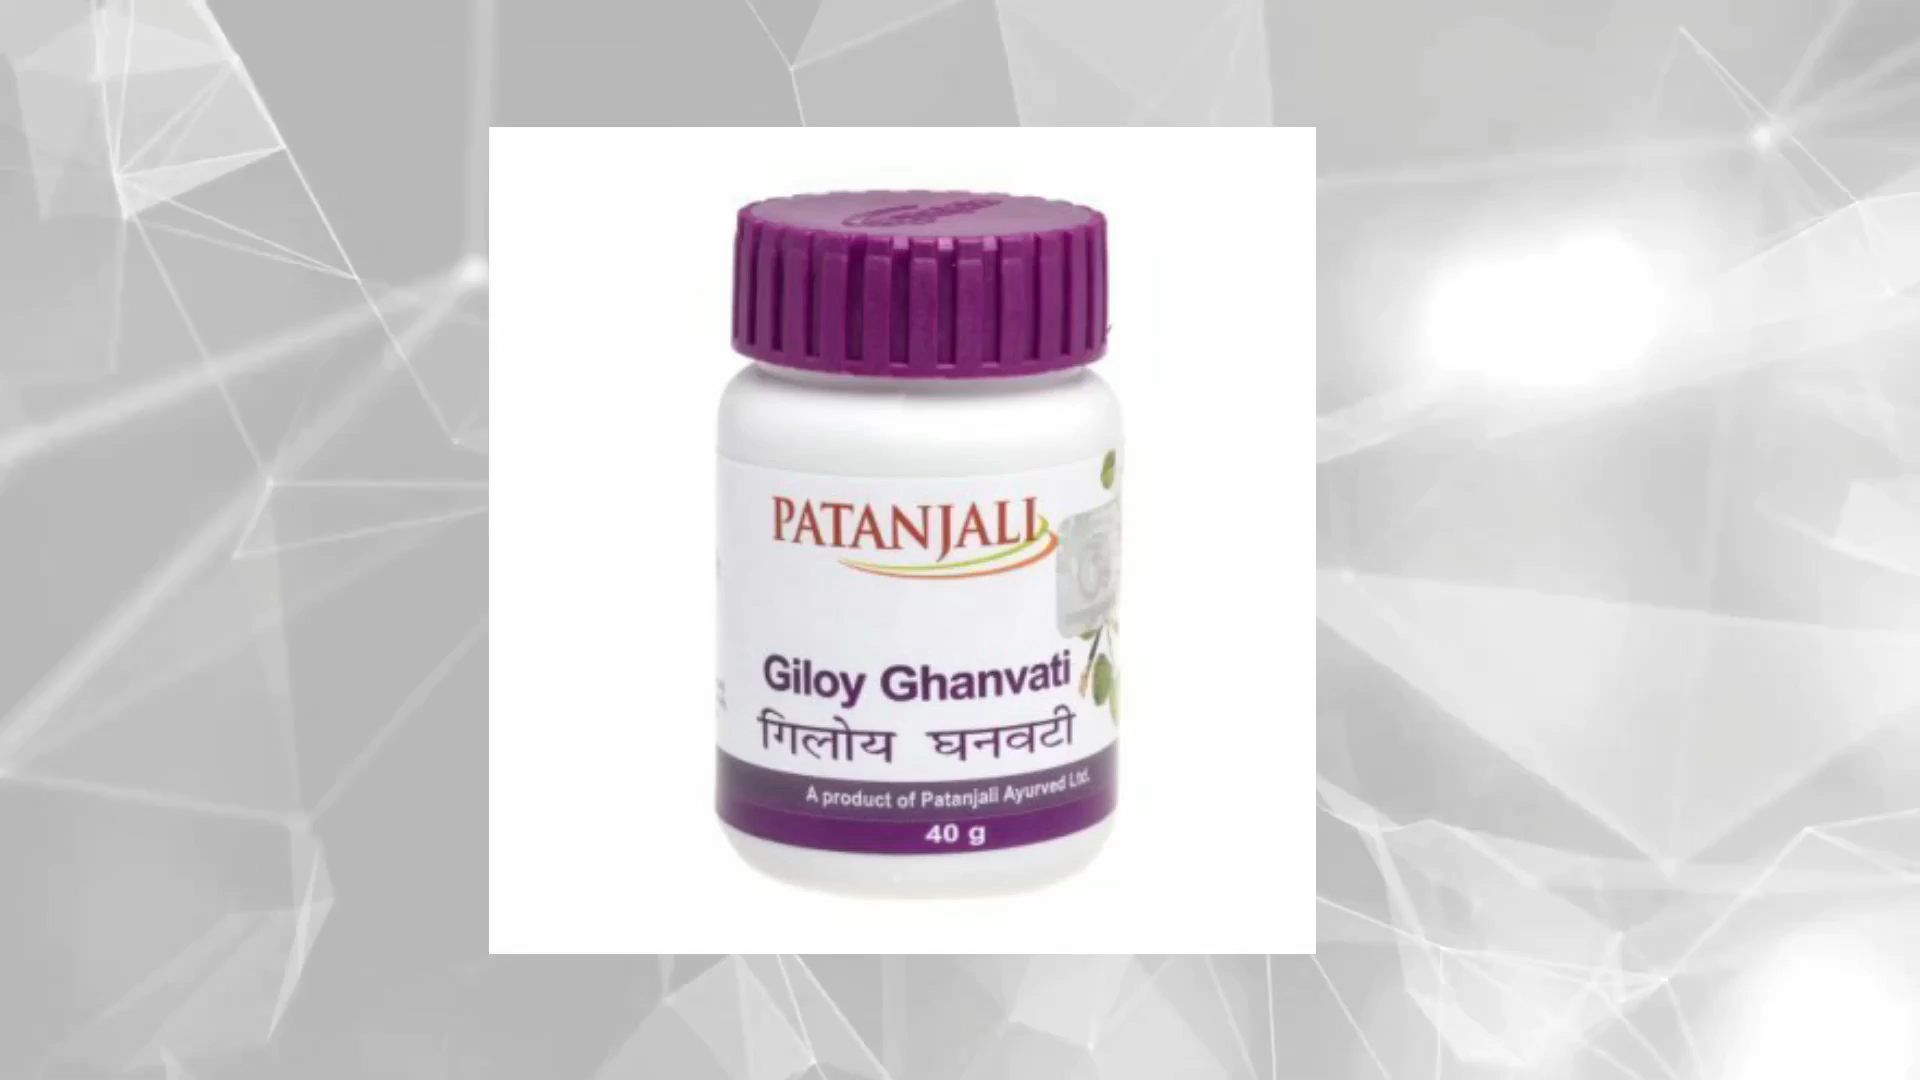 PATANJALI
Giloy Ghanvati
गिलोय घनवटी
A product of Patanjali Ayurved Ltd.
40 g